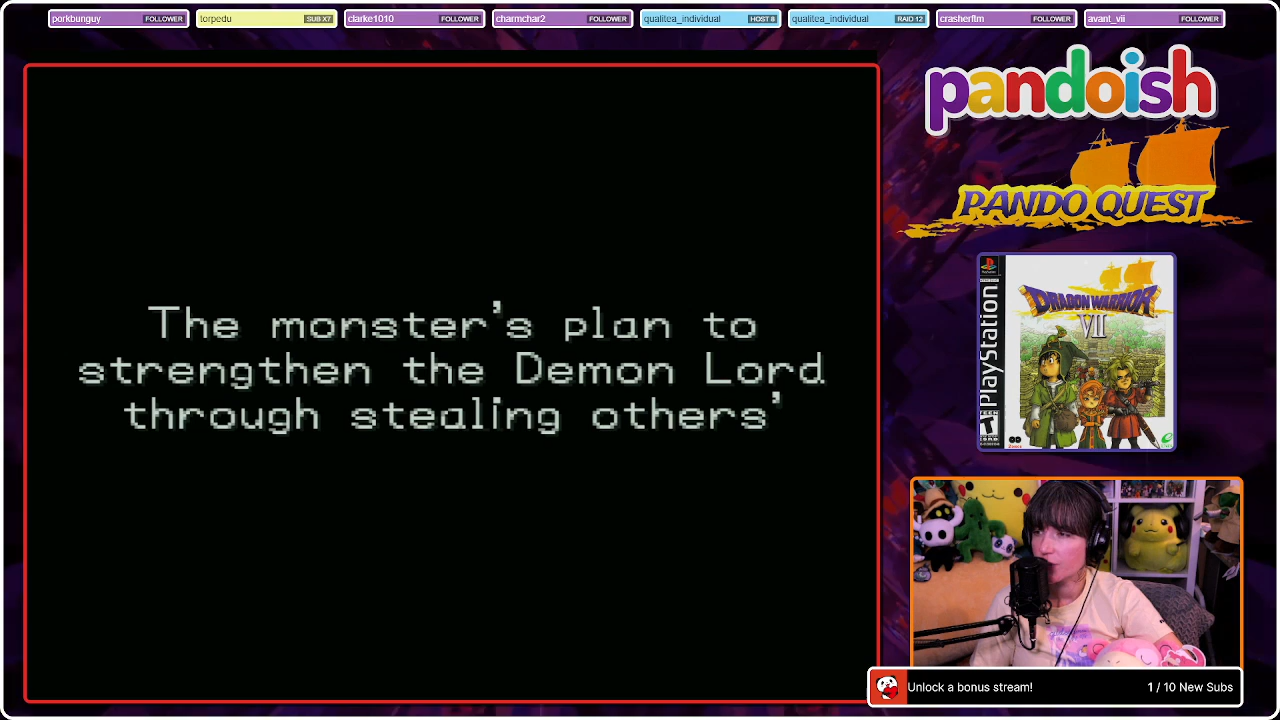 porkbunguy FOLLOWER torpedu SUB X7 clarke1010 FOLLOWER charmchar2 FOLLOWER qualitea_individual HOST 8 qualitea_individual RAID 12 crasherftm FOLLOWER avant_vii FOLLOWER
pandoish
PANDO QUEST
PlayStation
DRAGON WARRIOR
VII
TEEN
The monster's plan to
strengthen the Demon Lord
through stealing others'
Unlock a bonus stream! 1 / 10 New Subs